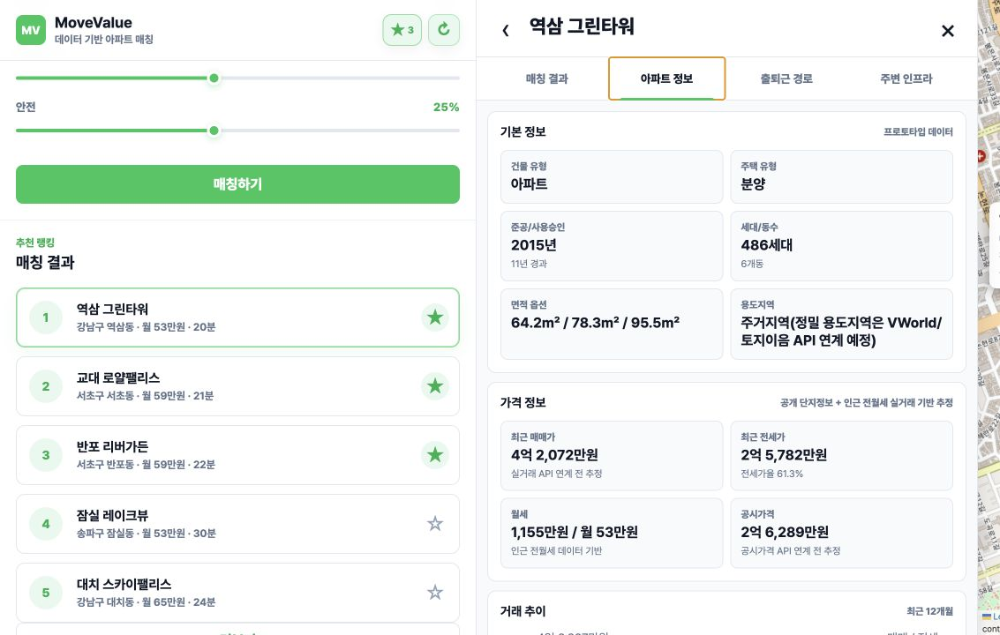 MV
MoveValue
데이터 기반 아파트 매칭
★ 3
안전
25%
매칭하기
추천 랭킹
매칭 결과
1
역삼 그린타워
강남구 역삼동 · 월 53만원 · 20분
2
교대 로얄팰리스
서초구 서초동 · 월 59만원 · 21분
3
반포 리버가든
서초구 반포동 · 월 59만원 · 22분
4
잠실 레이크뷰
송파구 잠실동 · 월 53만원 · 30분
5
대치 스카이팰리스
강남구 대치동 · 월 65만원 · 24분
역삼 그린타워
매칭 결과
아파트 정보
출퇴근 경로
주변 인프라
기본 정보
프로토타입 데이터
건물 유형
아파트
주택 유형
분양
준공/사용승인
2015년
11년 경과
세대/동수
486세대
6개동
면적 옵션
64.2m² / 78.3m² / 95.5m²
용도지역
주거지역(정밀 용도지역은 VWorld/
토지이음 API 연계 예정)
가격 정보
공개 단지정보 + 인근 전월세 실거래 기반 추정
최근 매매가
4억 2,072만원
실거래 API 연계 전 추정
최근 전세가
2억 5,782만원
전세가율 61.3%
월세
1,155만원 / 월 53만원
인근 전월세 데이터 기반
공시가격
2억 6,289만원
공시가격 API 연계 전 추정
거래 추이
최근 12개월
Le
cont